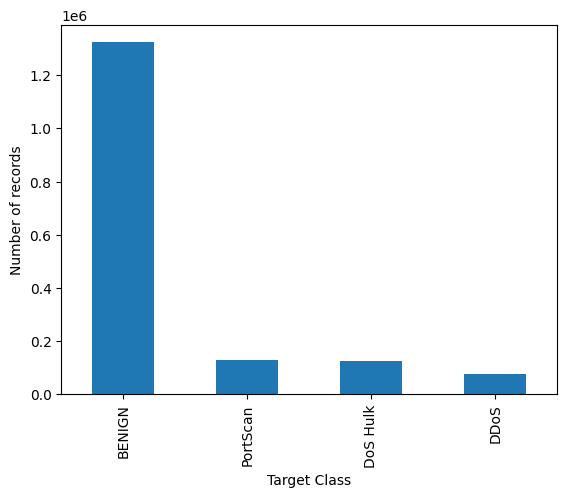 1e6
1.2
1.0
0.8
0.6
0.4
0.2
0.0
Number of records
BENIGN
PortScan
DoS Hulk
DDoS
Target Class